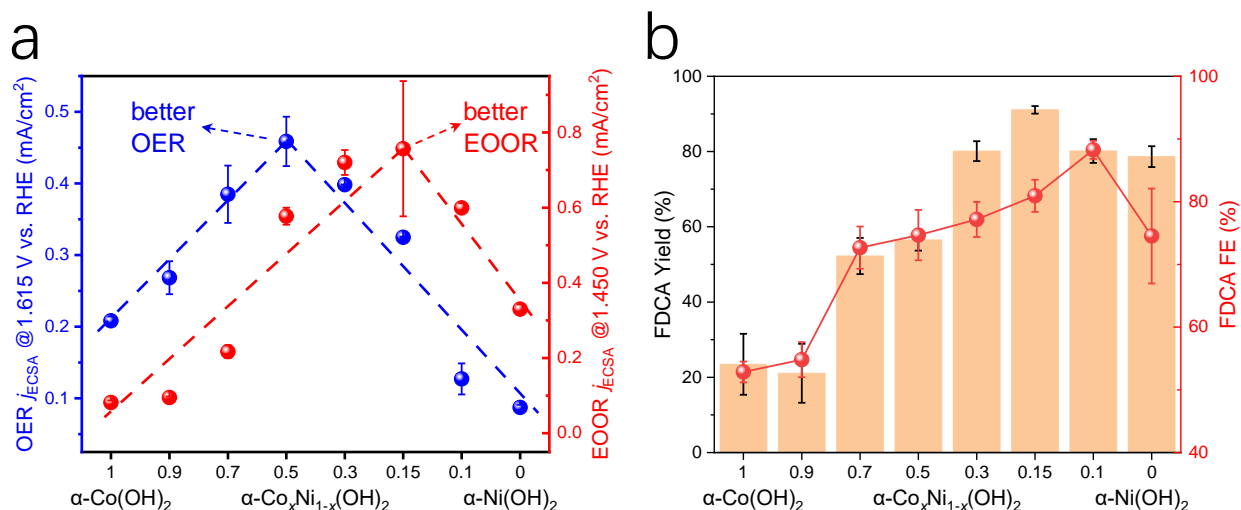 a
better
OER
better
EOOR
OER j_ECSA @1.615 V vs. RHE (mA/cm²)
0.5
0.4
0.3
0.2
0.1
EOOR j_ECSA @1.450 V vs. RHE (mA/cm²)
0.8
0.6
0.4
0.2
0.0
1 0.9 0.7 0.5 0.3 0.15 0.1 0
α-Co(OH)₂ α-CoₓNi₁₋ₓ(OH)₂ α-Ni(OH)₂
b
FDCA Yield (%)
100
80
60
40
20
0
FDCA FE (%)
100
80
60
40
1 0.9 0.7 0.5 0.3 0.15 0.1 0
α-Co(OH)₂ α-CoₓNi₁₋ₓ(OH)₂ α-Ni(OH)₂